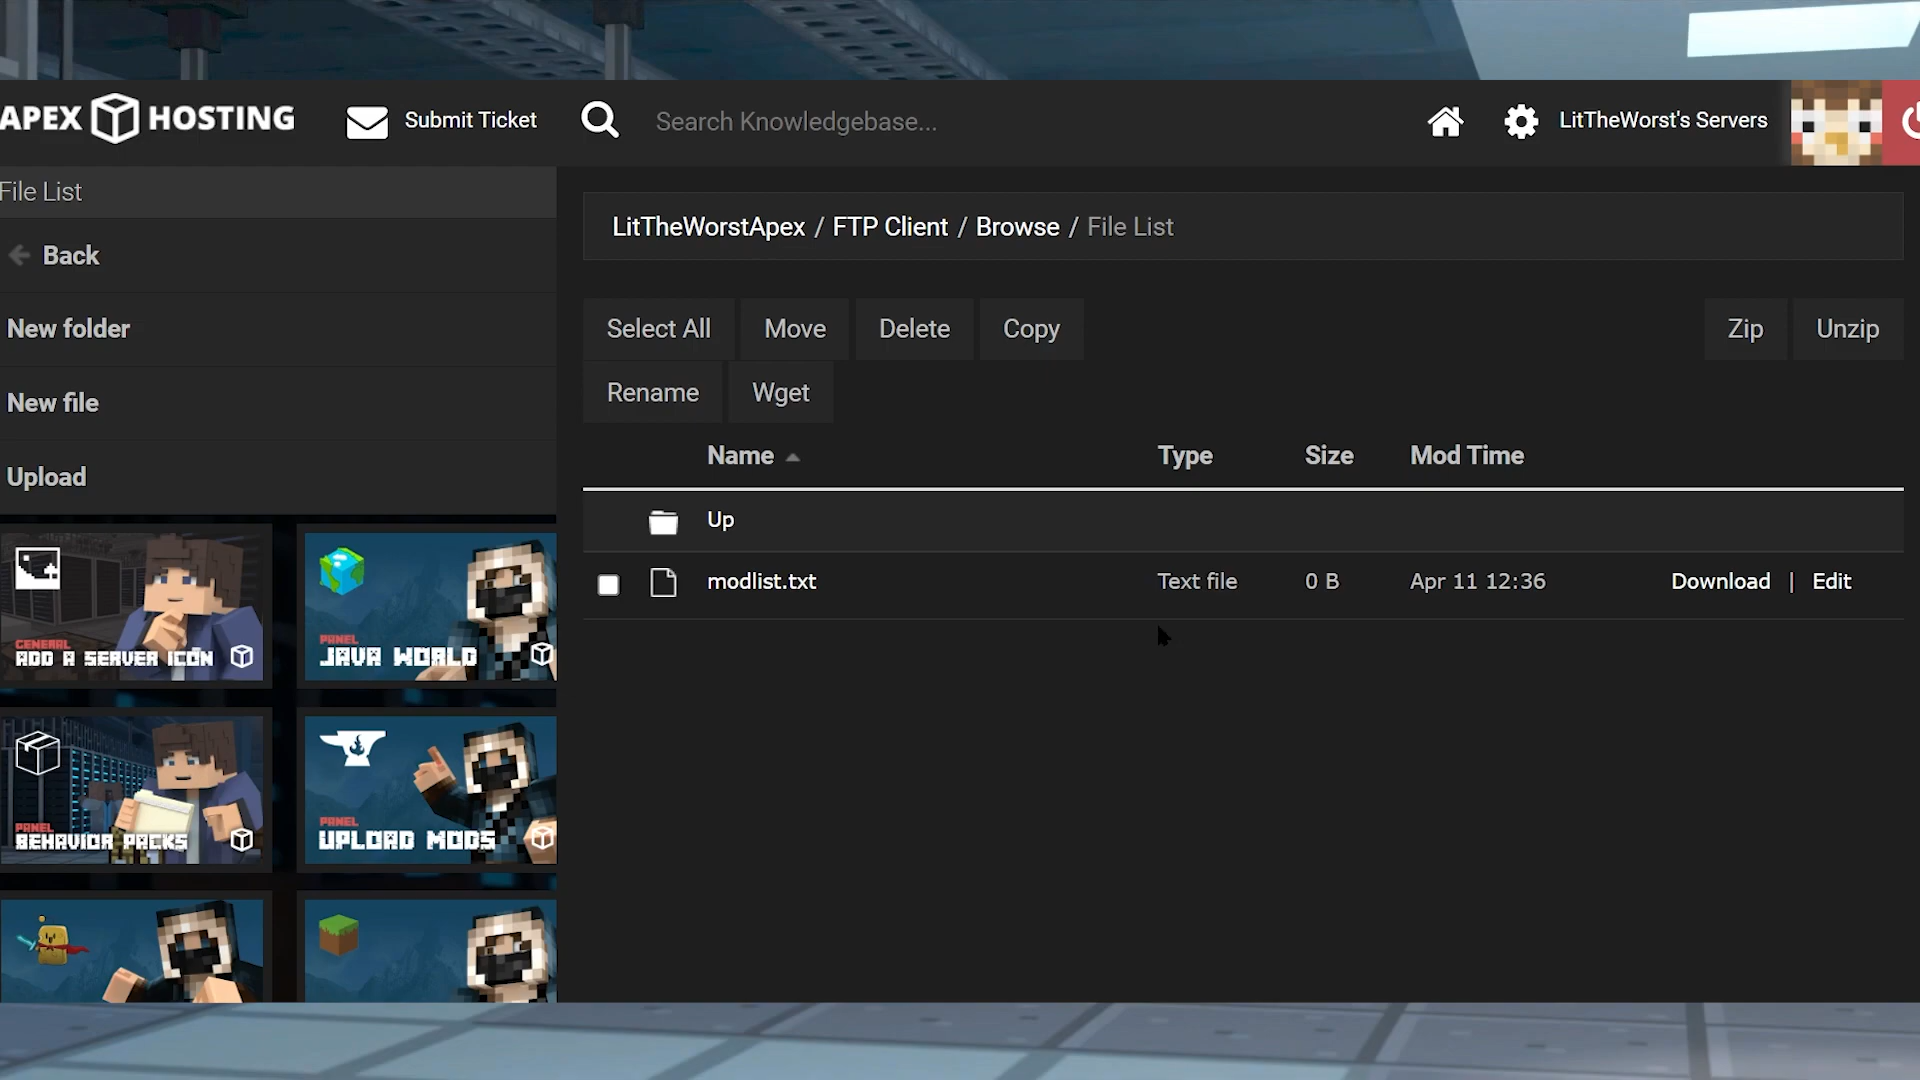 APEX HOSTING
Submit Ticket
Search Knowledgebase...
LitTheWorst's Servers
File List
Back
New folder
New file
Upload
GENERAL
ADD A SERVER ICON
PANEL
JAVA WORLD
PANEL
BEHAVIOR PACKS
PANEL
UPLOAD MODS
LitTheWorstApex / FTP Client / Browse / File List
Select All Move Delete Copy Zip Unzip
Rename Wget
Name Type Size Mod Time
Up
modlist.txt Text file 0 B Apr 11 12:36 Download | Edit